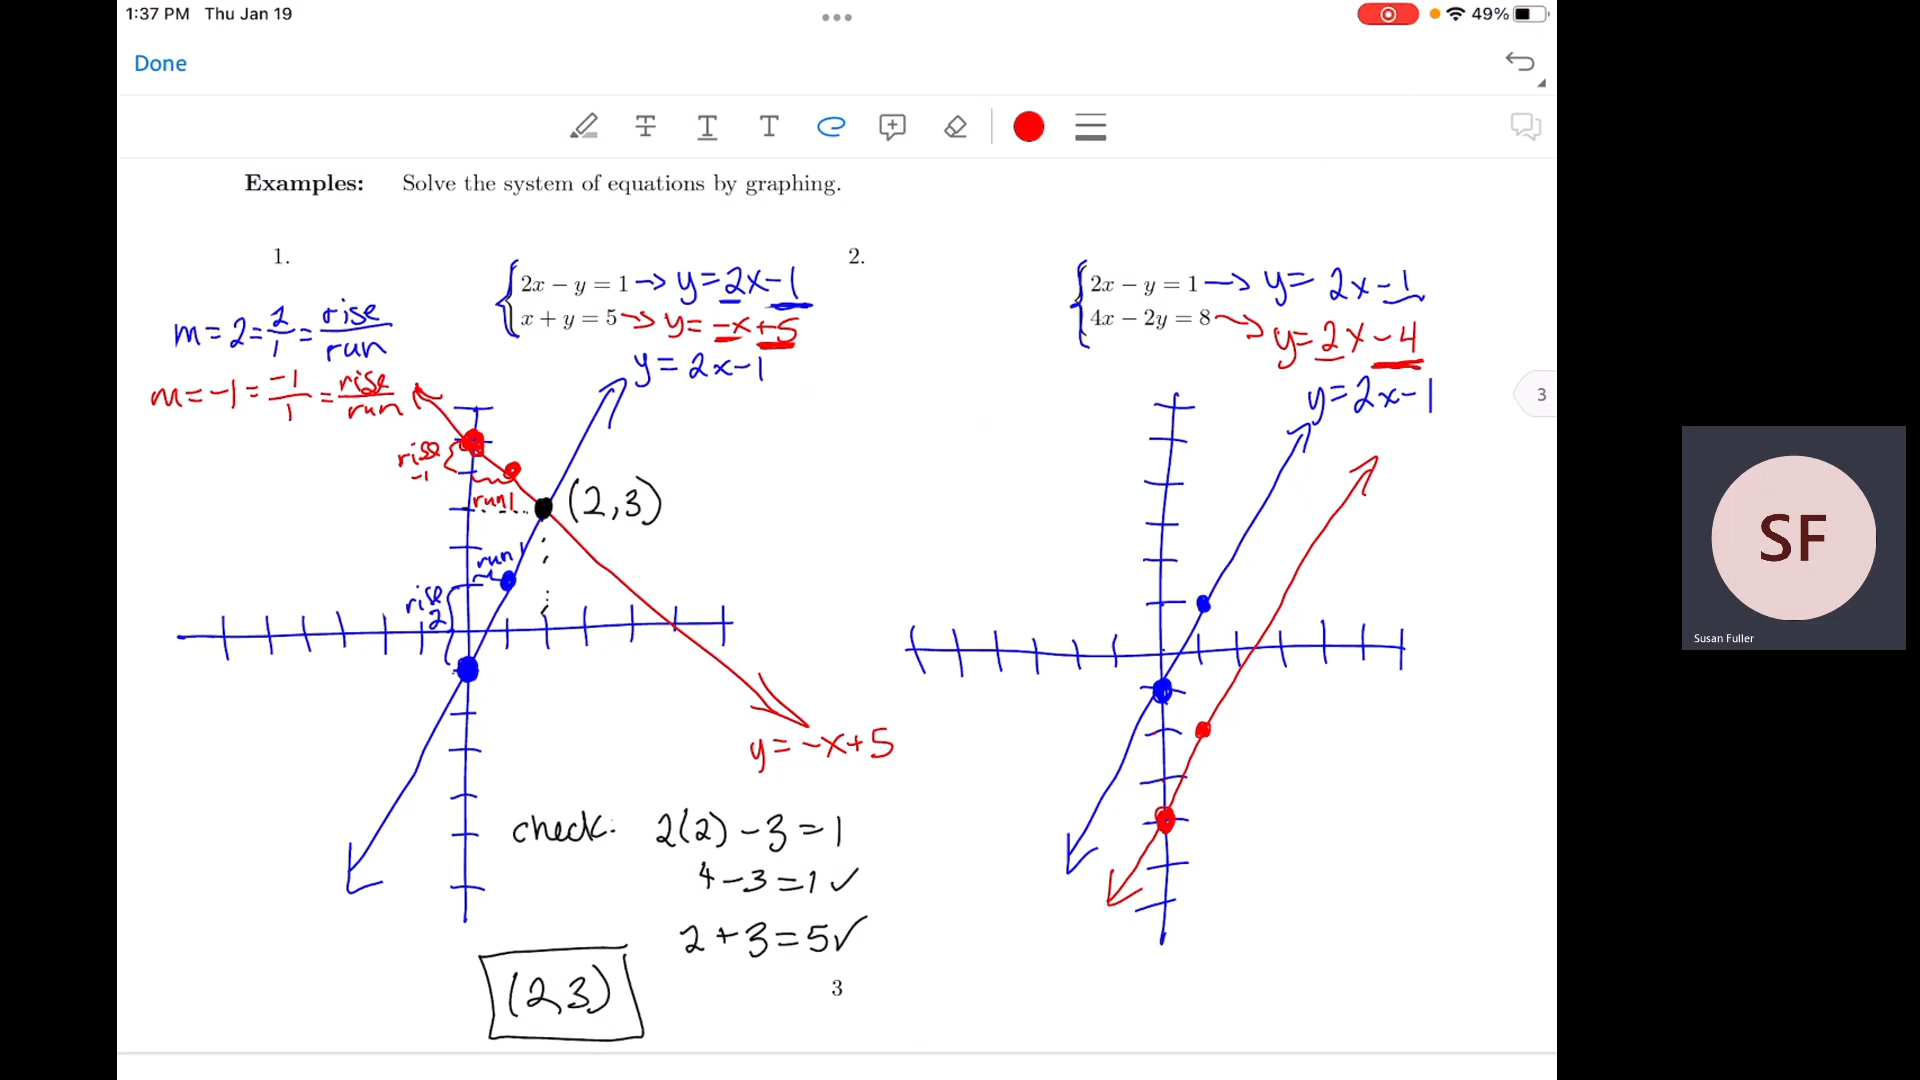 1:37 PM Thu Jan 19
49%
Done
T T T
Examples: Solve the system of equations by graphing.
1.
2x − y = 1 → y = 2x − 1
x + y = 5 → y = −x + 5
m = 2 = 2/1 = rise/run
m = −1 = −1/1 = rise/run
y = 2x − 1
rise −1
run 1
(2,3)
run 1
rise 2
y = −x + 5
check: 2(2) − 3 = 1
4 − 3 = 1 ✓
2 + 3 = 5 ✓
(2,3)
2.
2x − y = 1 → y = 2x − 1
4x − 2y = 8 → y = 2x − 4
y = 2x − 1
3
3
SF
Susan Fuller